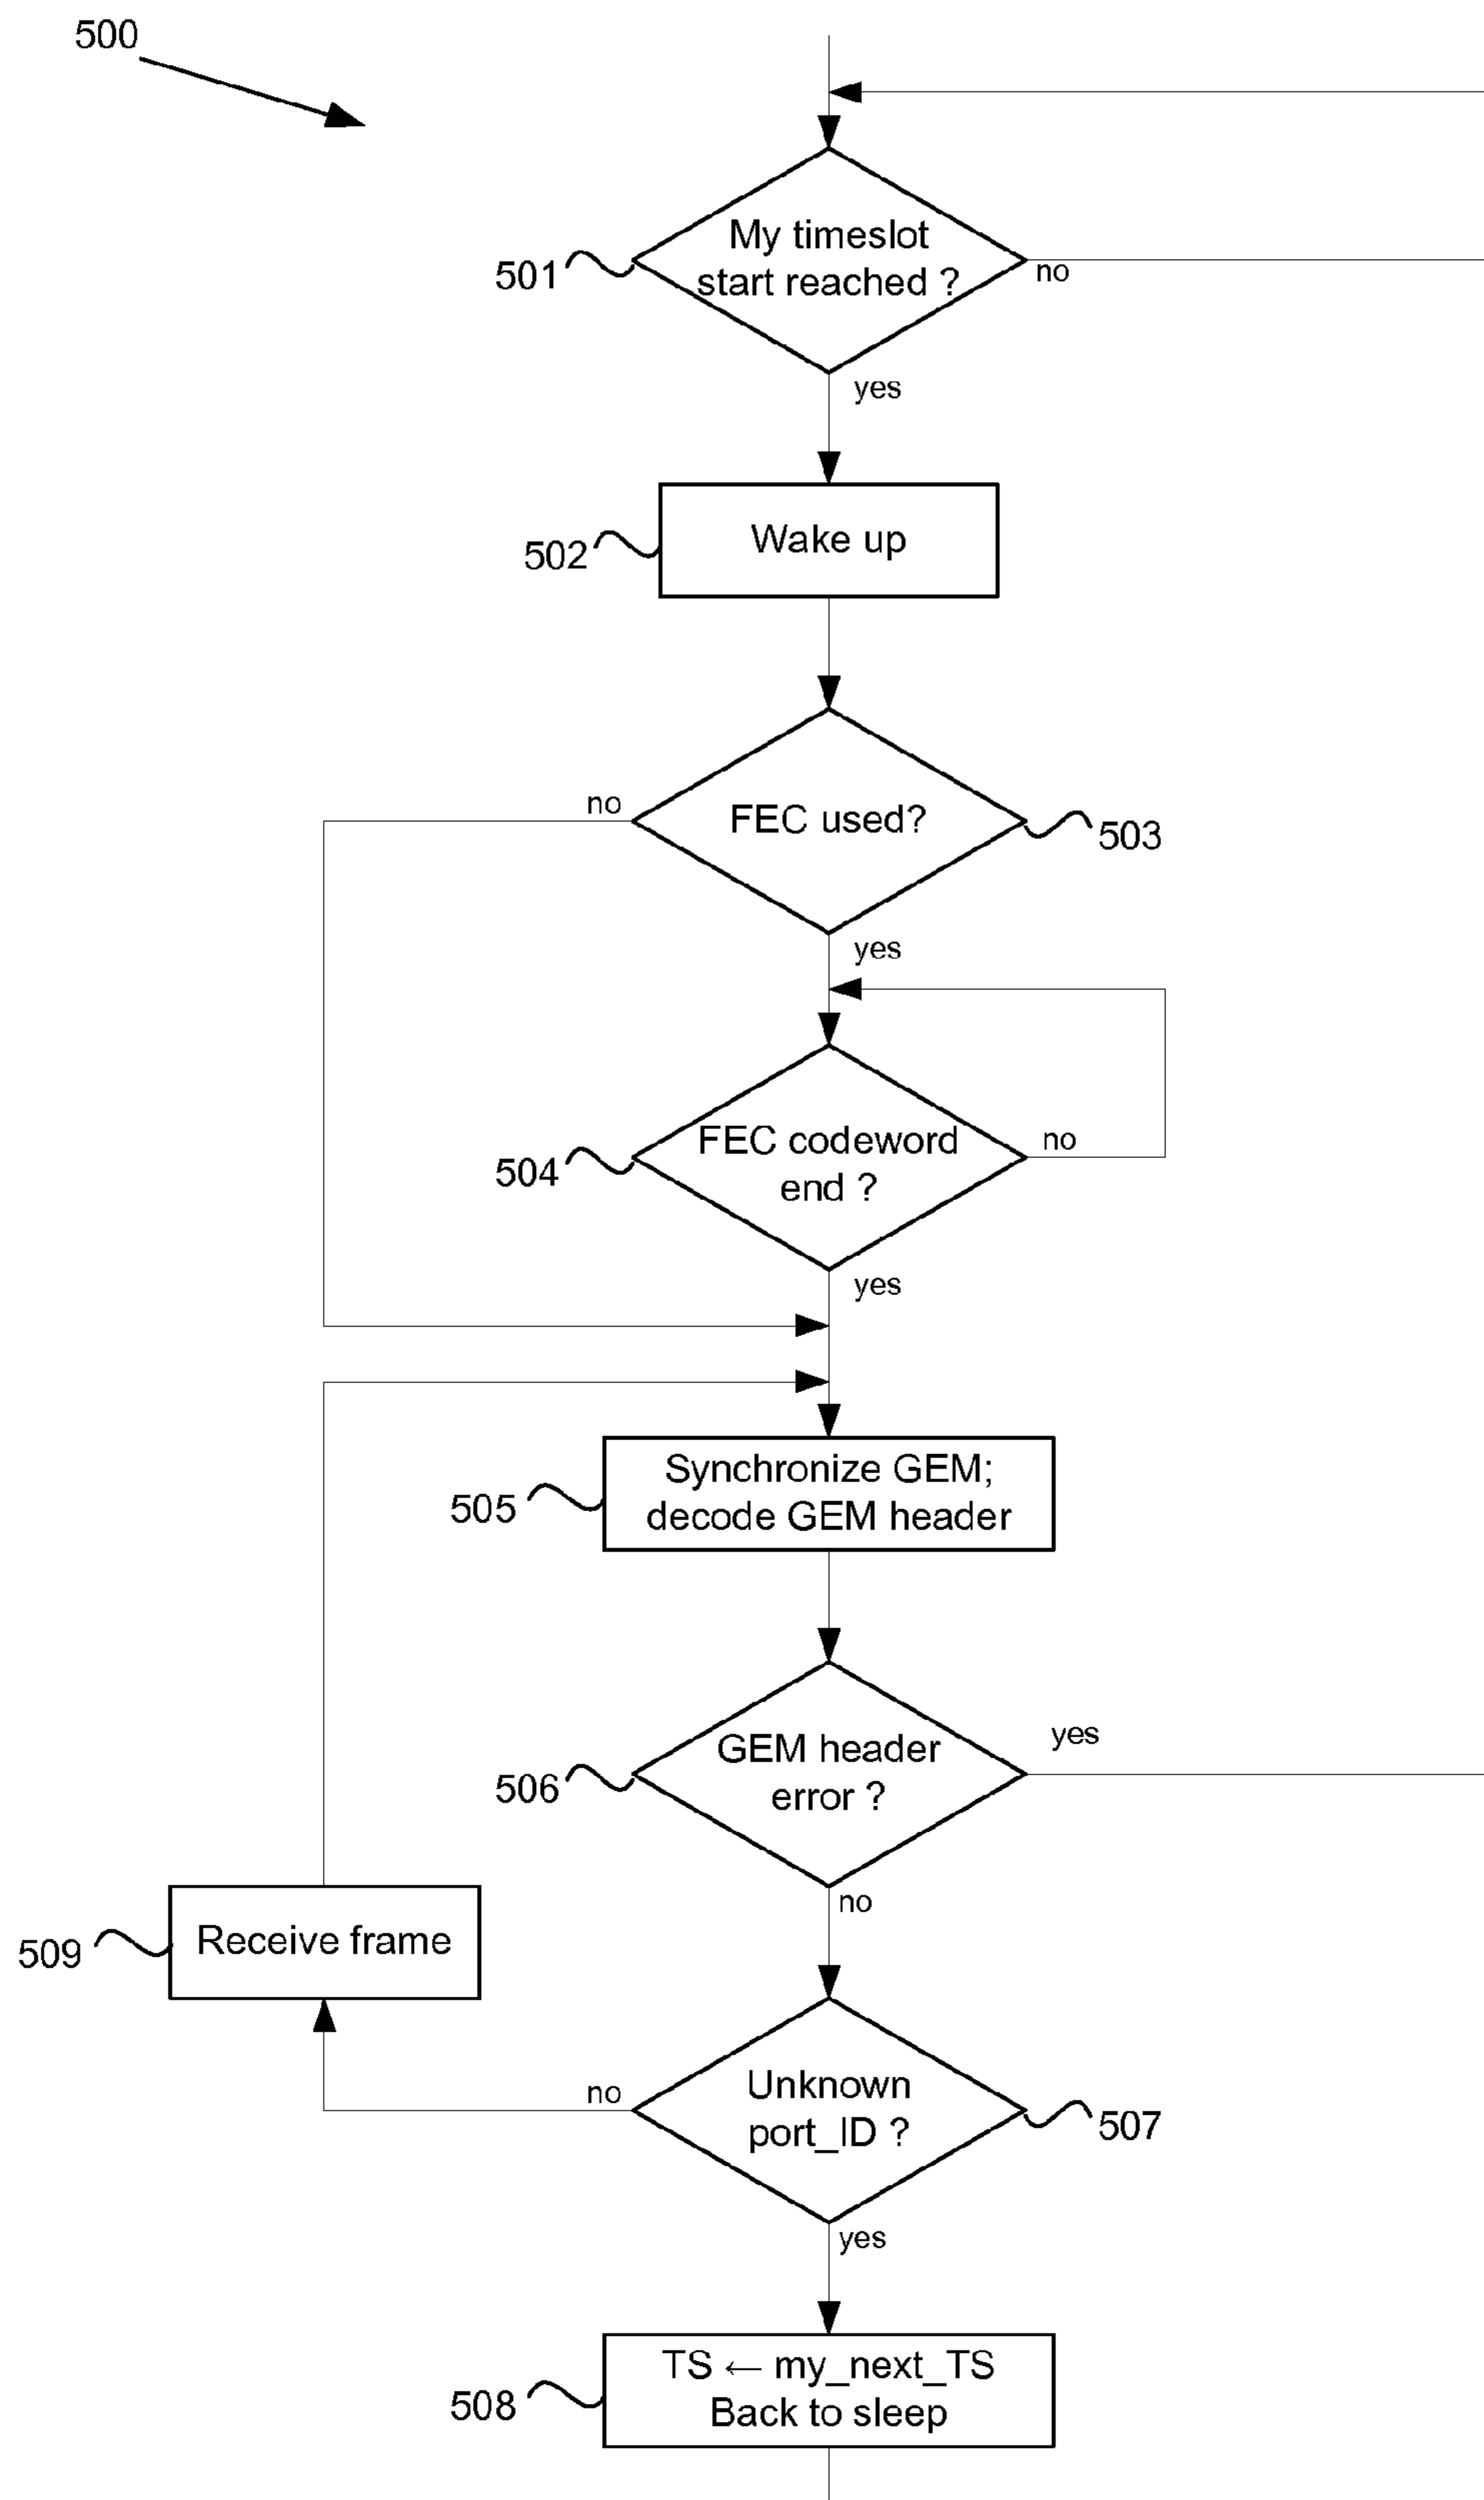 500
My timeslot
start reached ?
501
no
yes
Wake up
502
no
FEC used?
503
yes
FEC codeword
end ?
no
504
yes
Synchronize GEM;
decode GEM header
505
yes
GEM header
error ?
506
no
Receive frame
509
no
Unknown
port_ID ?
507
yes
TS ← my_next_TS
Back to sleep
508